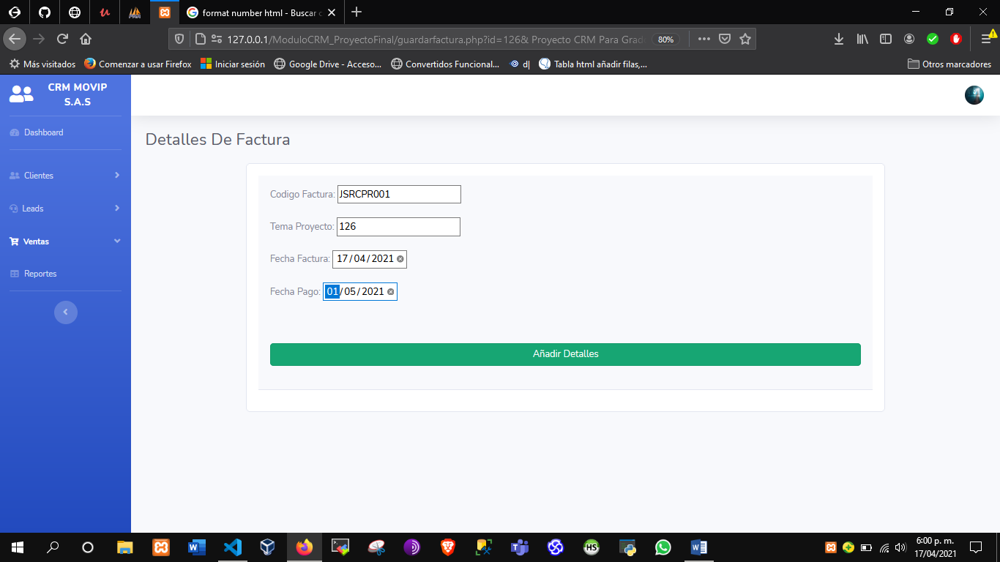 format number html - Buscar c
127.0.0.1/ModuloCRM_ProyectoFinal/guardarfactura.php?id=126& Proyecto CRM Para Grad
80%
Más visitados
Comenzar a usar Firefox
Iniciar sesión
Google Drive - Acceso...
Convertidos Funcional...
d|
Tabla html añadir filas,...
Otros marcadores
CRM MOVIP
S.A.S
Dashboard
Clientes
Leads
Ventas
Reportes
Detalles De Factura
Codigo Factura: JSRCPR001
Tema Proyecto: 126
Fecha Factura: 17/04/2021
Fecha Pago: 01/05/2021
Añadir Detalles
HS
6:00 p. m.
17/04/2021